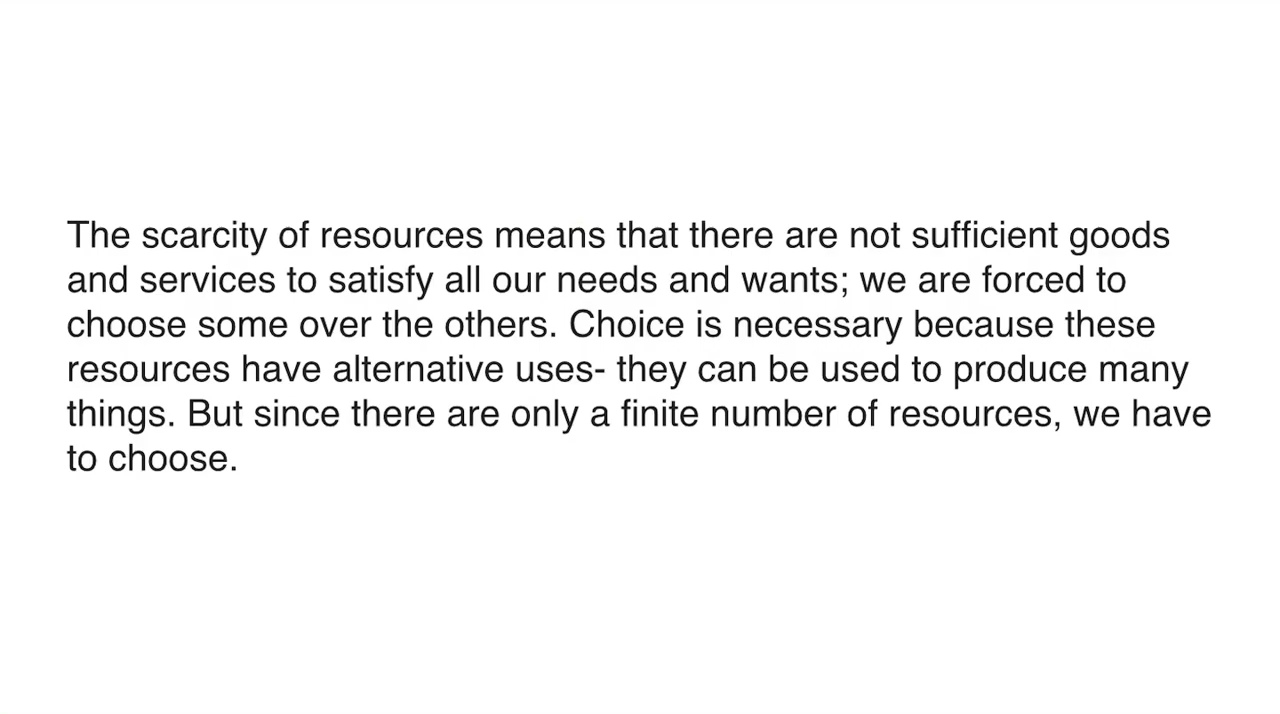 The scarcity of resources means that there are not sufficient goods
and services to satisfy all our needs and wants; we are forced to
choose some over the others. Choice is necessary because these
resources have alternative uses- they can be used to produce many
things. But since there are only a finite number of resources, we have
to choose.